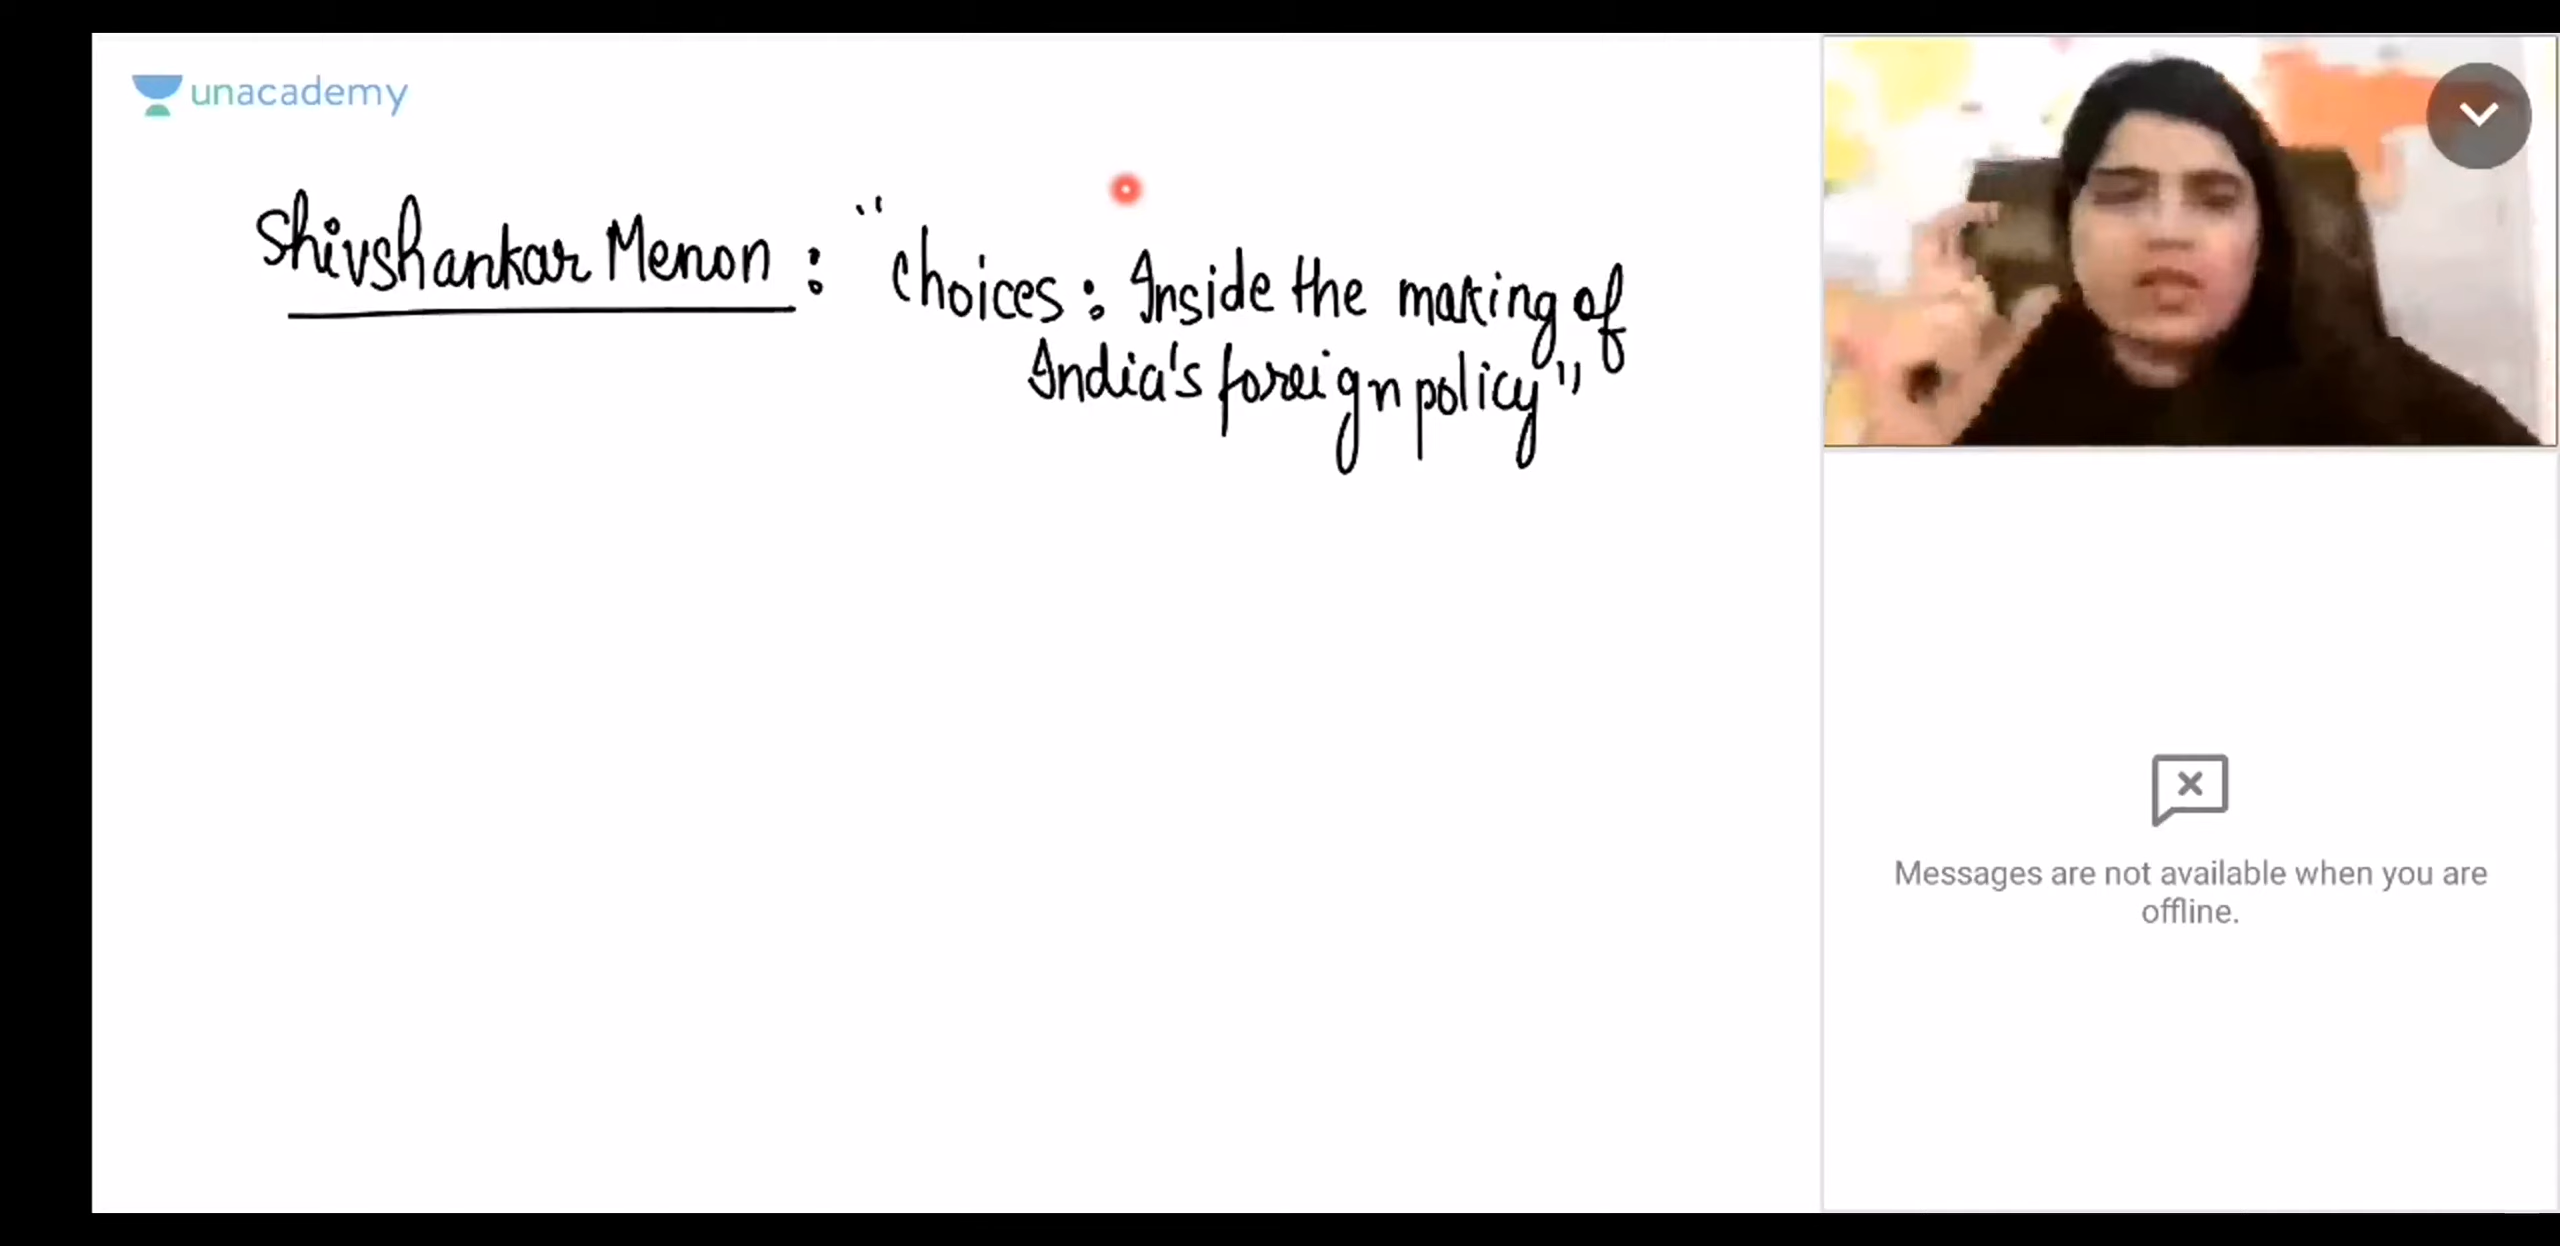 unacademy
Shivshankar Menon : "choices : Inside the making of
India's foreign policy"
Messages are not available when you are
offline.